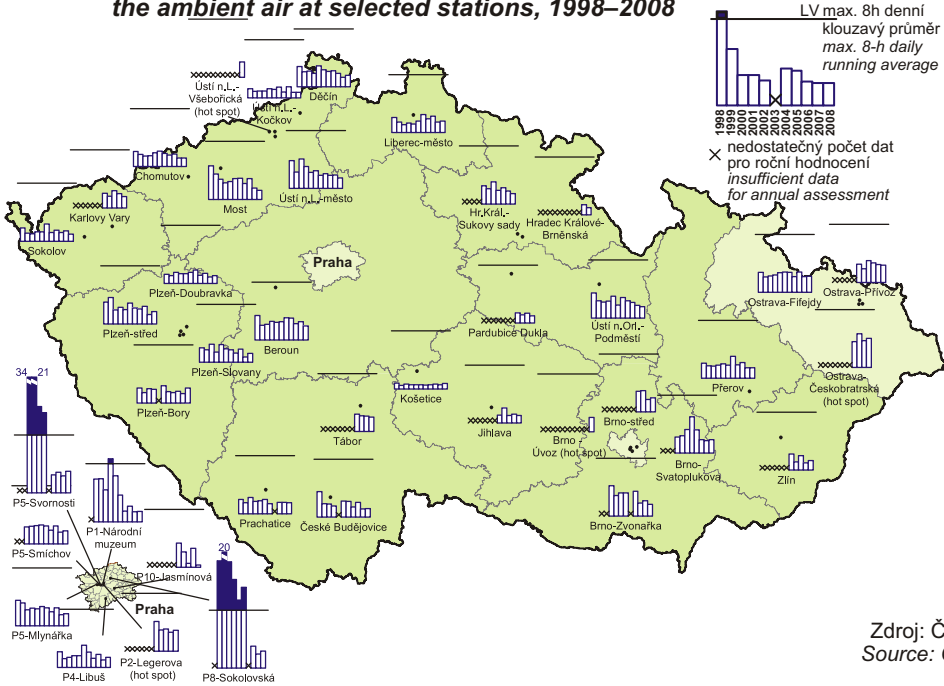 the ambient air at selected stations, 1998–2008
LV max. 8h denní
klouzavý průměr
max. 8-h daily
running average
1998
1999
2000
2001
2002
2003
2004
2005
2006
2007
2008
× nedostatečný počet dat
pro roční hodnocení
insufficient data
for annual assessment
Ústí n.L.-
Všebořická
(hot spot)
Ústí n.L.-
Kočkov
Děčín
Liberec-město
Chomutov
Most
Ústí n.L.-město
Karlovy Vary
Sokolov
Hr.Král.-
Sukovy sady
Hradec Králové-
Brněnská
Praha
Plzeň-Doubravka
Plzeň-střed
Beroun
Plzeň-Slovany
Plzeň-Bory
Pardubice Dukla
Ústí n.Orl.-
Podměstí
Ostrava-Fifejdy
Ostrava-Přívoz
Ostrava-
Českobratrská
(hot spot)
Přerov
Košetice
Tábor
Jihlava
Brno -
Úvoz (hot spot)
Brno-střed
Brno-
Svatoplukova
Zlín
Brno-Zvonařka
Prachatice
České Budějovice
34 21
P5-Svornosti
P1-Národní
muzeum
P5-Smíchov
P10-Jasmínová
20
Praha
P5-Mlynářka
P4-Libuš
P2-Legerova
(hot spot)
P8-Sokolovská
Zdroj: Č
Source: